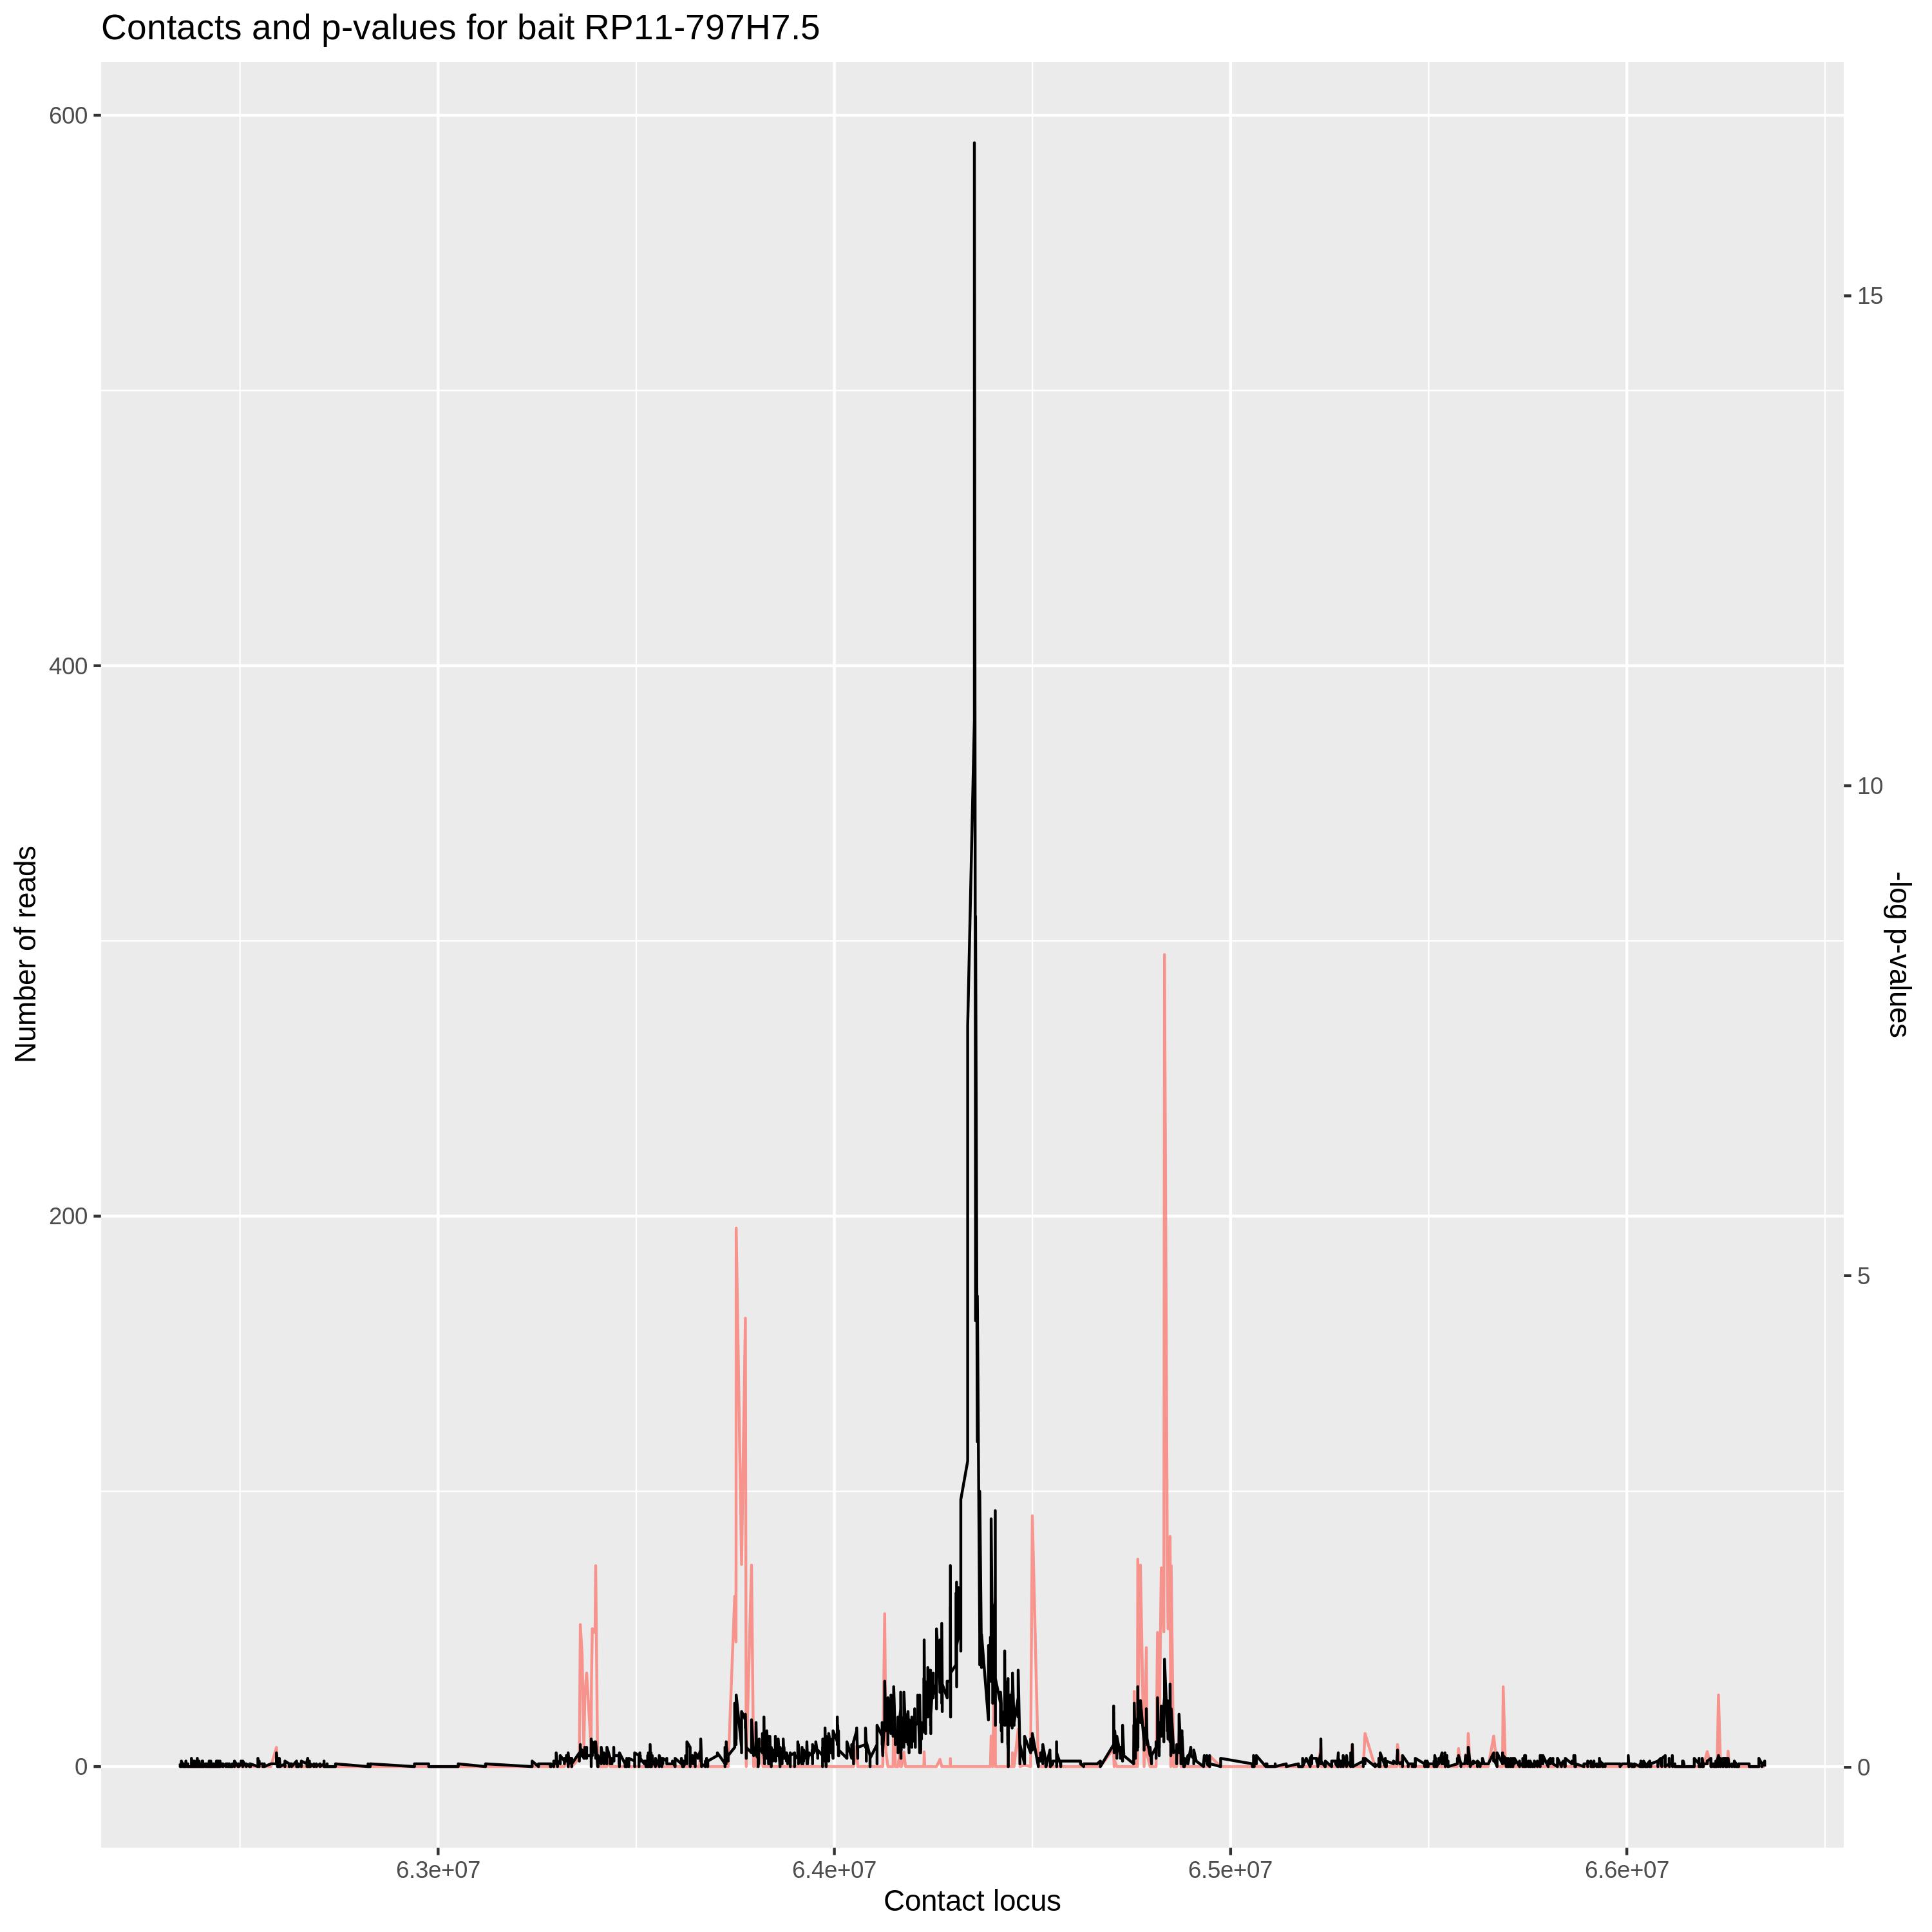 Contacts and p-values for bait RP11-797H7.5
600
400
200
0
Number of reads
15
10
5
0
-log p-values
6.3e+07
6.4e+07
6.5e+07
6.6e+07
Contact locus